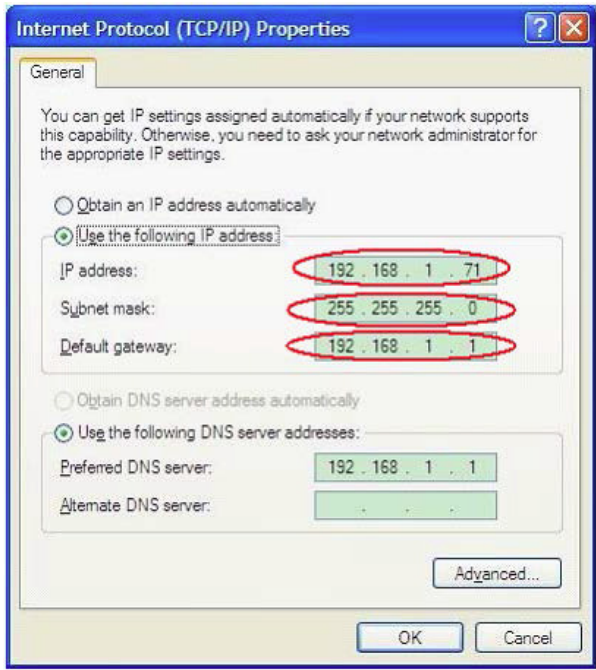 Internet Protocol (TCP/IP) Properties
General
You can get IP settings assigned automatically if your network supports
this capability. Otherwise, you need to ask your network administrator for
the appropriate IP settings.
Obtain an IP address automatically
Use the following IP address:
IP address: 192 . 168 . 1 . 71
Subnet mask: 255 . 255 . 255 . 0
Default gateway: 192 . 168 . 1 . 1
Obtain DNS server address automatically
Use the following DNS server addresses:
Preferred DNS server: 192 . 168 . 1 . 1
Alternate DNS server: . . .
Advanced...
OK Cancel